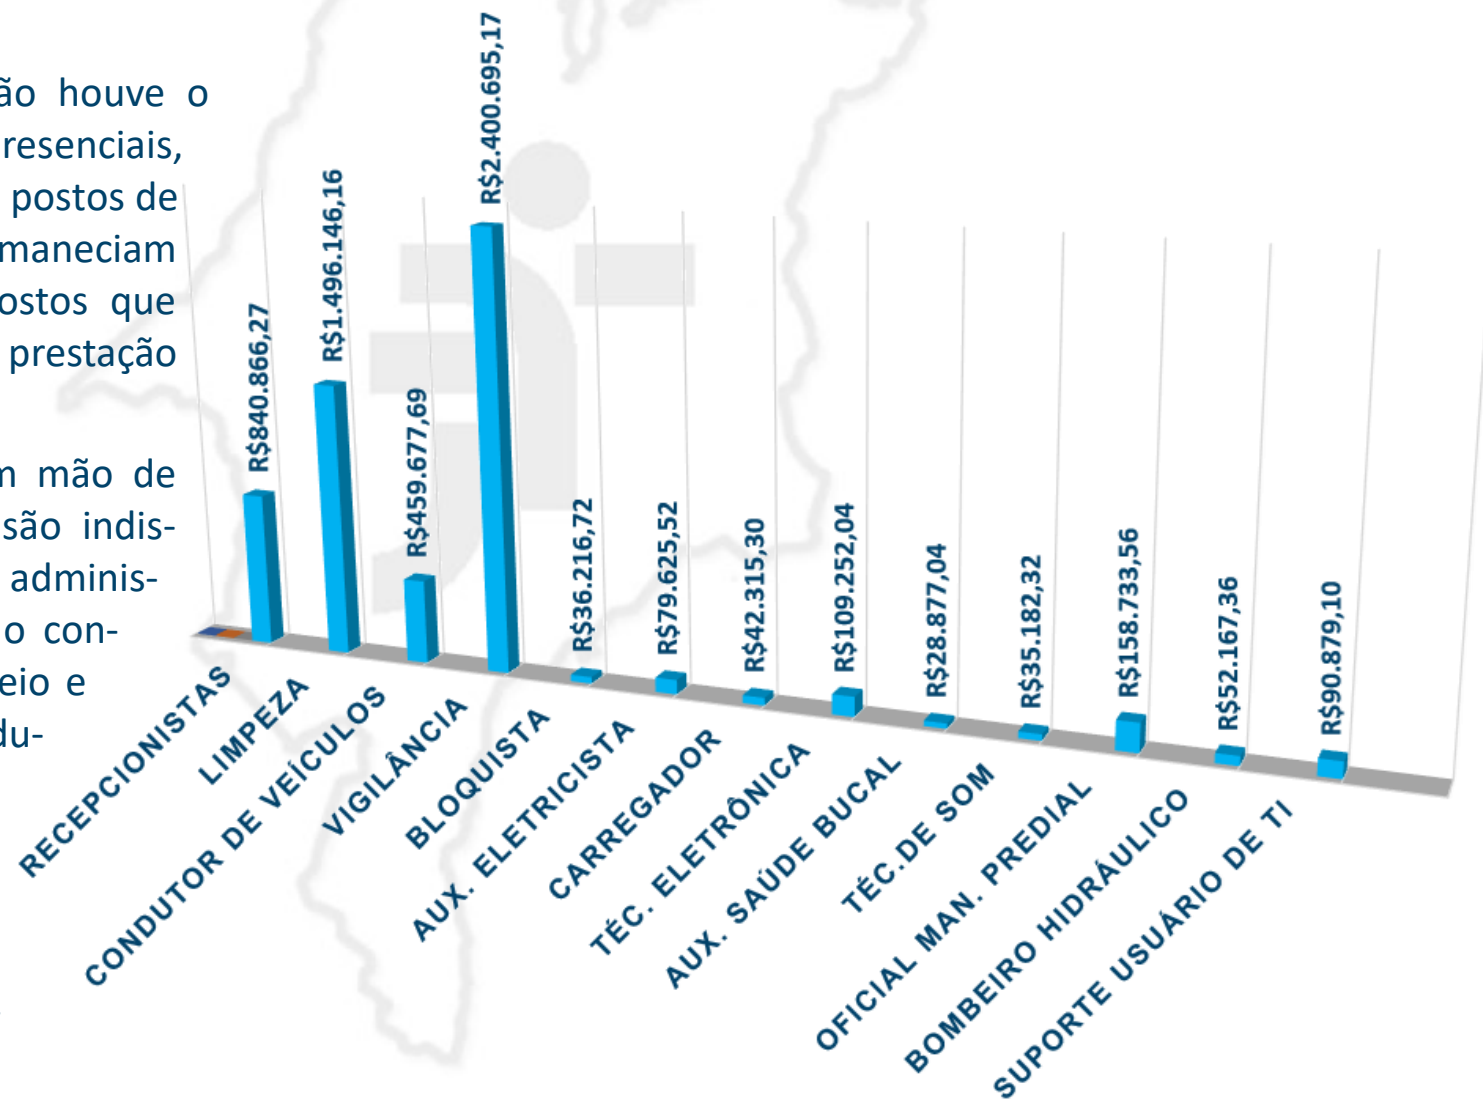 ão houve o
resenciais,
postos de
maneciam
ostos que
prestação
m mão de
são indis-
adminis-
o con-
eio e
du-
R$840.866,27
R$1.496.146,16
R$459.677,69
R$2.400.695,17
R$36.216,72
R$79.625,52
R$42.315,30
R$109.252,04
R$28.877,04
R$35.182,32
R$158.733,56
R$52.167,36
R$90.879,10
RECEPCIONISTAS
LIMPEZA
CONDUTOR DE VEÍCULOS
VIGILÂNCIA
BLOQUISTA
AUX. ELETRICISTA
CARREGADOR
TÉC. ELETRÔNICA
AUX. SAÚDE BUCAL
TÉC.DE SOM
OFICIAL MAN. PREDIAL
BOMBEIRO HIDRÁULICO
SUPORTE USUÁRIO DE TI